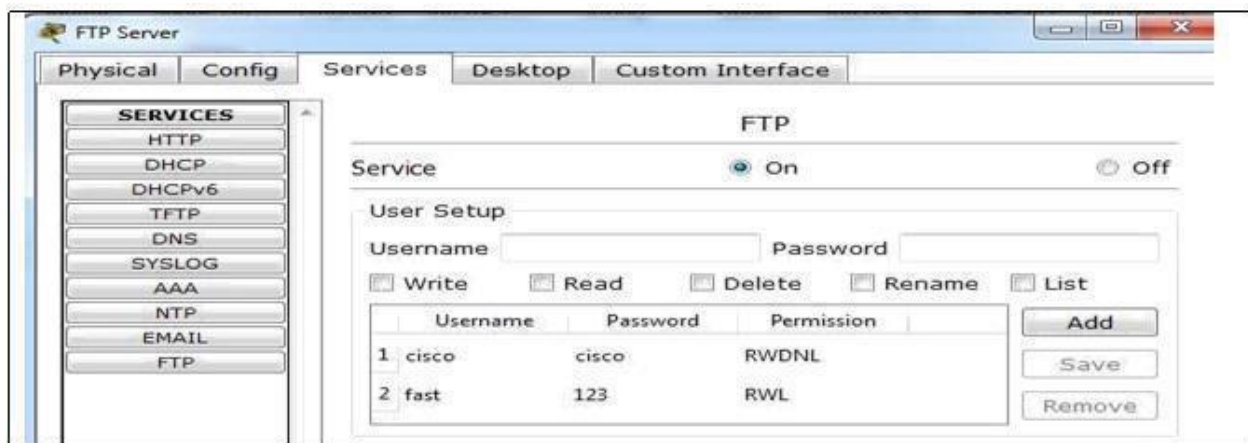 FTP Server
Physical Config Services Desktop Custom Interface
SERVICES
HTTP
DHCP
DHCPv6
TFTP
DNS
SYSLOG
AAA
NTP
EMAIL
FTP
FTP
Service On Off
User Setup
Username Password
Write Read Delete Rename List
Username Password Permission
1 cisco cisco RWDNL
2 fast 123 RWL
Add
Save
Remove